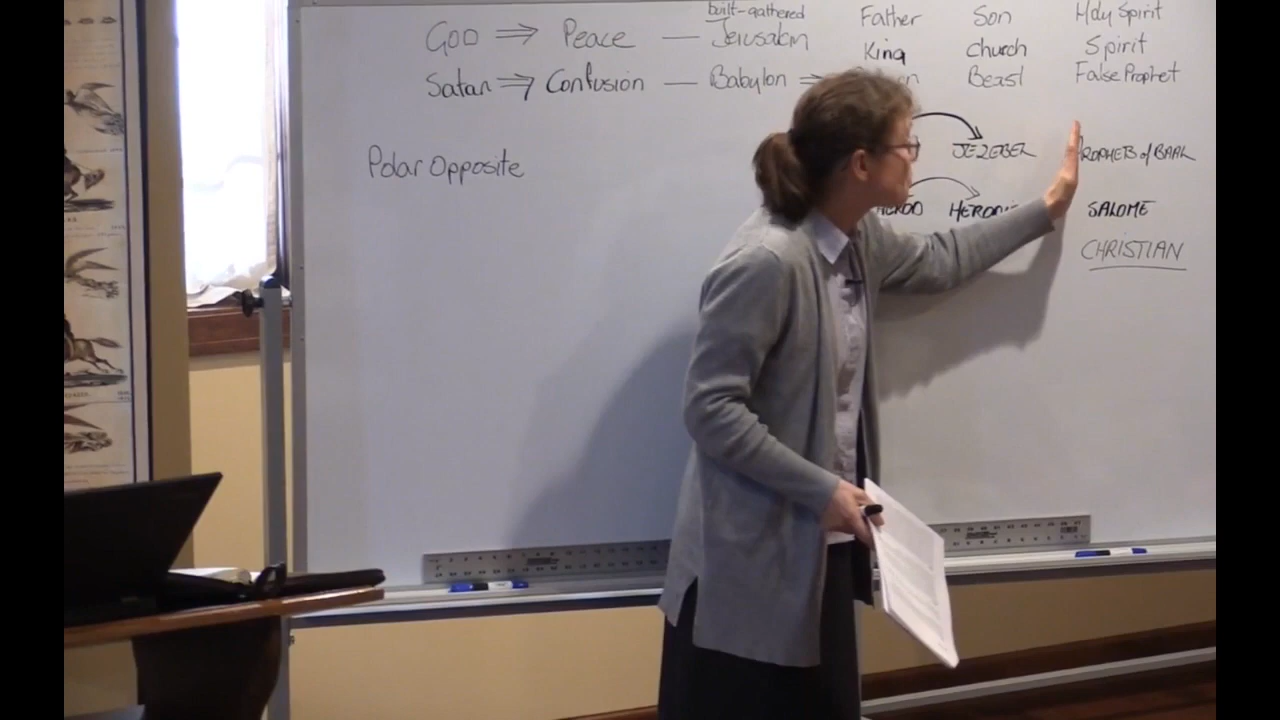 built-gathered Father Son Holy Spirit
GOD ⇒ Peace — Jerusalem King Church Spirit
Satan ⇒ Confusion — Babylon ⇒ Beast False Prophet
Polar Opposite JEZEBEL PROPHETS of BAAL
HEROD SALOME
CHRISTIAN